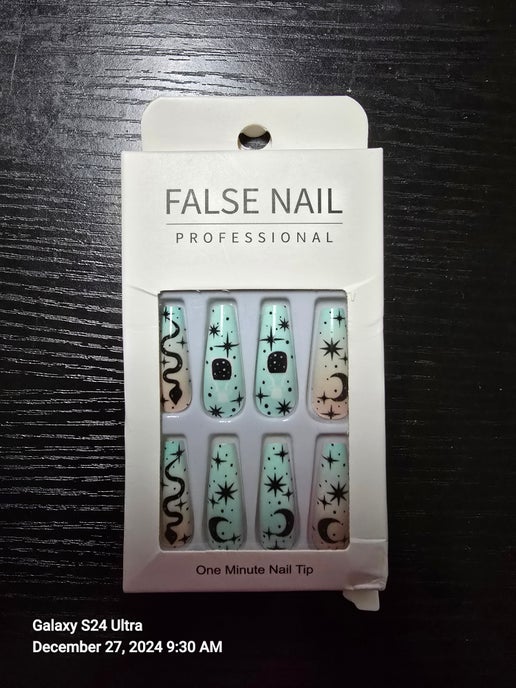 FALSE NAIL
PROFESSIONAL
One Minute Nail Tip
Galaxy S24 Ultra
December 27, 2024 9:30 AM